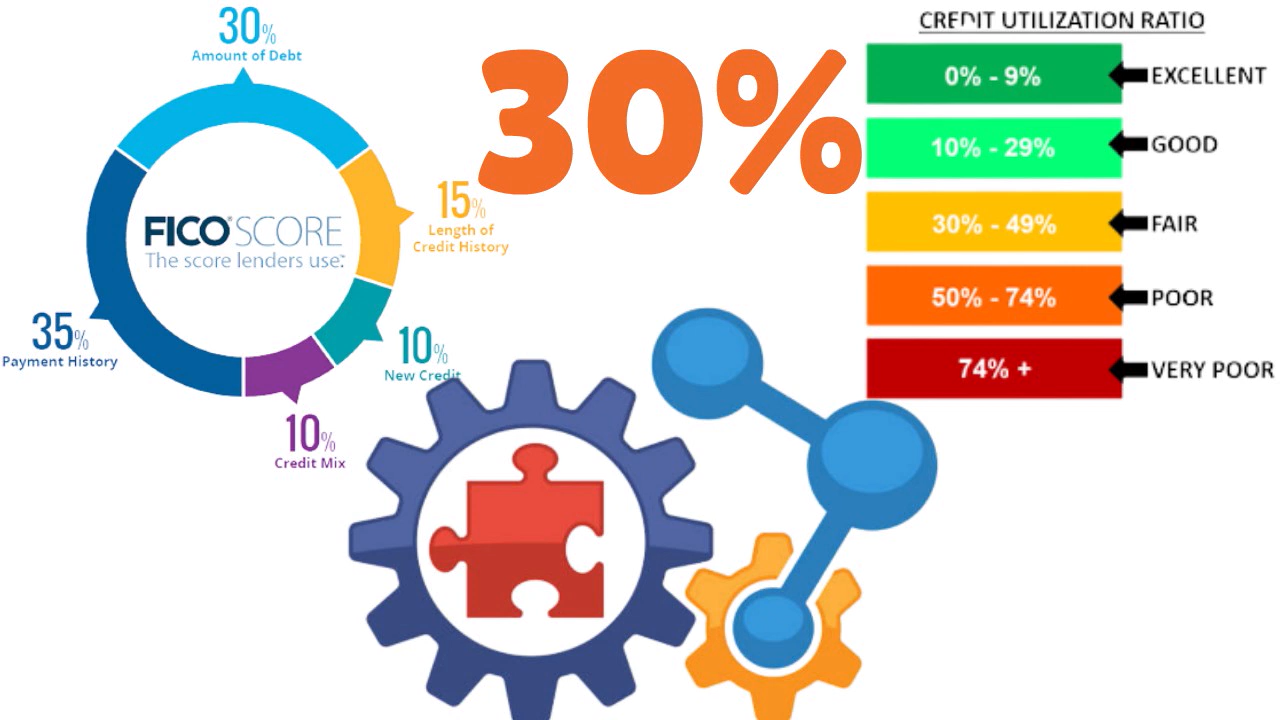 30%
Amount of Debt
15%
Length of
Credit History
10%
New Credit
10%
Credit Mix
35%
Payment History
FICO® SCORE
The score lenders use.™
30%
CREDIT UTILIZATION RATIO
0% - 9%
EXCELLENT
10% - 29%
GOOD
30% - 49%
FAIR
50% - 74%
POOR
74% +
VERY POOR